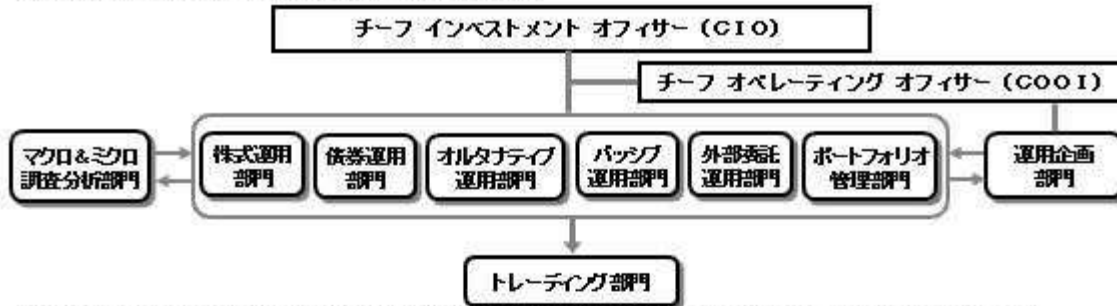 チーフ インベストメント オフィサー（CIO）
チーフ オペレーティング オフィサー（COOI）
マクロ＆ミクロ
調査分析部門
株式運用
部門
債券運用
部門
オルタナティブ
運用部門
パッシブ
運用部門
外部委託
運用部門
ポートフォリオ
管理部門
運用企画
部門
トレーディング部門